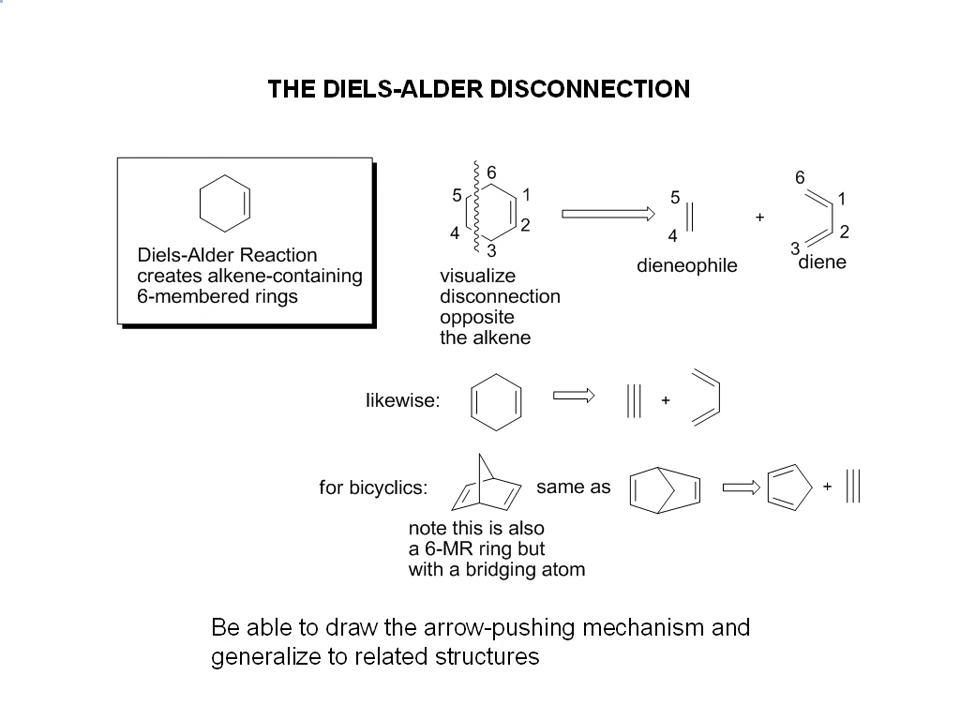 THE DIELS-ALDER DISCONNECTION
Diels-Alder Reaction
creates alkene-containing
6-membered rings
6
5
1
4
2
3
visualize
disconnection
opposite
the alkene
5
4
dieneophile
+
6
1
2
3
diene
likewise:
+
for bicyclics:
same as
+
note this is also
a 6-MR ring but
with a bridging atom
Be able to draw the arrow-pushing mechanism and
generalize to related structures